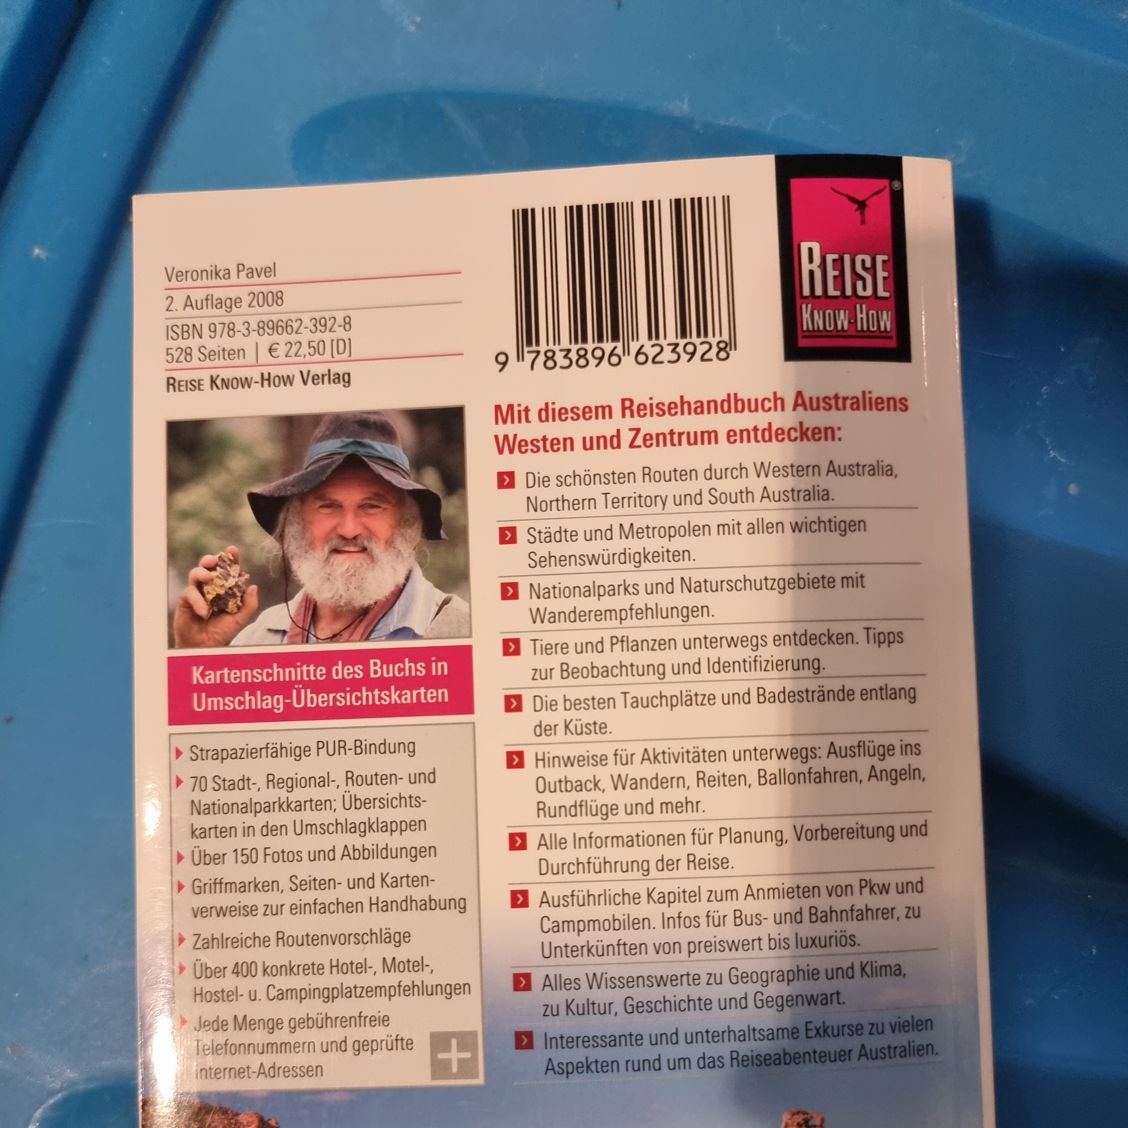 Veronika Pavel
2. Auflage 2008
ISBN 978-3-89662-392-8
528 Seiten | € 22,50 [D]
REISE KNOW-HOW Verlag
9 783896 623928
REISE
KNOW-HOW
®
Kartenschnitte des Buchs in
Umschlag-Übersichtskarten
Strapazierfähige PUR-Bindung
70 Stadt-, Regional-, Routen- und
Nationalparkkarten; Übersichts-
karten in den Umschlagklappen
Über 150 Fotos und Abbildungen
Griffmarken, Seiten- und Karten-
verweise zur einfachen Handhabung
Zahlreiche Routenvorschläge
Über 400 konkrete Hotel-, Motel-,
Hostel- u. Campingplatzempfehlungen
Jede Menge gebührenfreie
Telefonnummern und geprüfte
Internet-Adressen
Mit diesem Reisehandbuch Australiens
Westen und Zentrum entdecken:
Die schönsten Routen durch Western Australia,
Northern Territory und South Australia.
Städte und Metropolen mit allen wichtigen
Sehenswürdigkeiten.
Nationalparks und Naturschutzgebiete mit
Wanderempfehlungen.
Tiere und Pflanzen unterwegs entdecken. Tipps
zur Beobachtung und Identifizierung.
Die besten Tauchplätze und Badestrände entlang
der Küste.
Hinweise für Aktivitäten unterwegs: Ausflüge ins
Outback, Wandern, Reiten, Ballonfahren, Angeln,
Rundflüge und mehr.
Alle Informationen für Planung, Vorbereitung und
Durchführung der Reise.
Ausführliche Kapitel zum Anmieten von Pkw und
Campmobilen. Infos für Bus- und Bahnfahrer, zu
Unterkünften von preiswert bis luxuriös.
Alles Wissenswerte zu Geographie und Klima,
zu Kultur, Geschichte und Gegenwart.
Interessante und unterhaltsame Exkurse zu vielen
Aspekten rund um das Reiseabenteuer Australien.